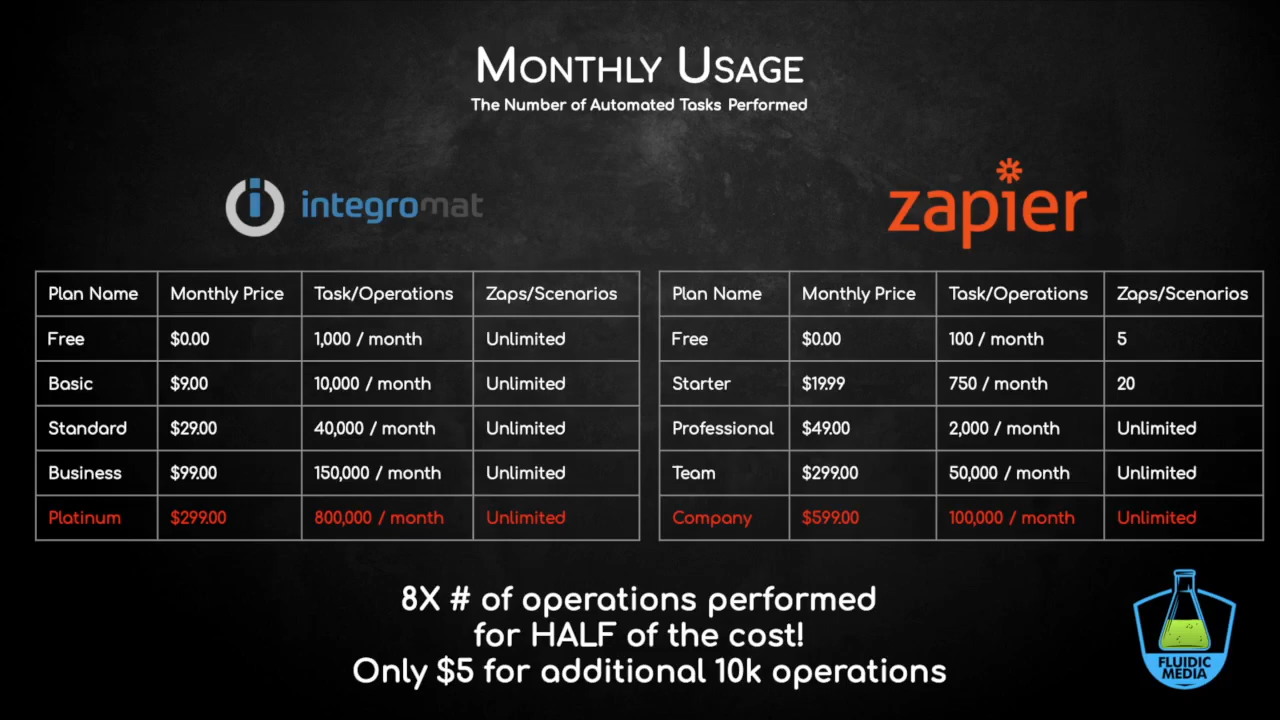 MONTHLY USAGE
The Number of Automated Tasks Performed
integromat
zapier
Plan Name Monthly Price Task/Operations Zaps/Scenarios
Free $0.00 1,000 / month Unlimited
Basic $9.00 10,000 / month Unlimited
Standard $29.00 40,000 / month Unlimited
Business $99.00 150,000 / month Unlimited
Platinum $299.00 800,000 / month Unlimited
Plan Name Monthly Price Task/Operations Zaps/Scenarios
Free $0.00 100 / month 5
Starter $19.99 750 / month 20
Professional $49.00 2,000 / month Unlimited
Team $299.00 50,000 / month Unlimited
Company $599.00 100,000 / month Unlimited
8X # of operations performed
for HALF of the cost!
Only $5 for additional 10k operations
FLUIDIC
MEDIA